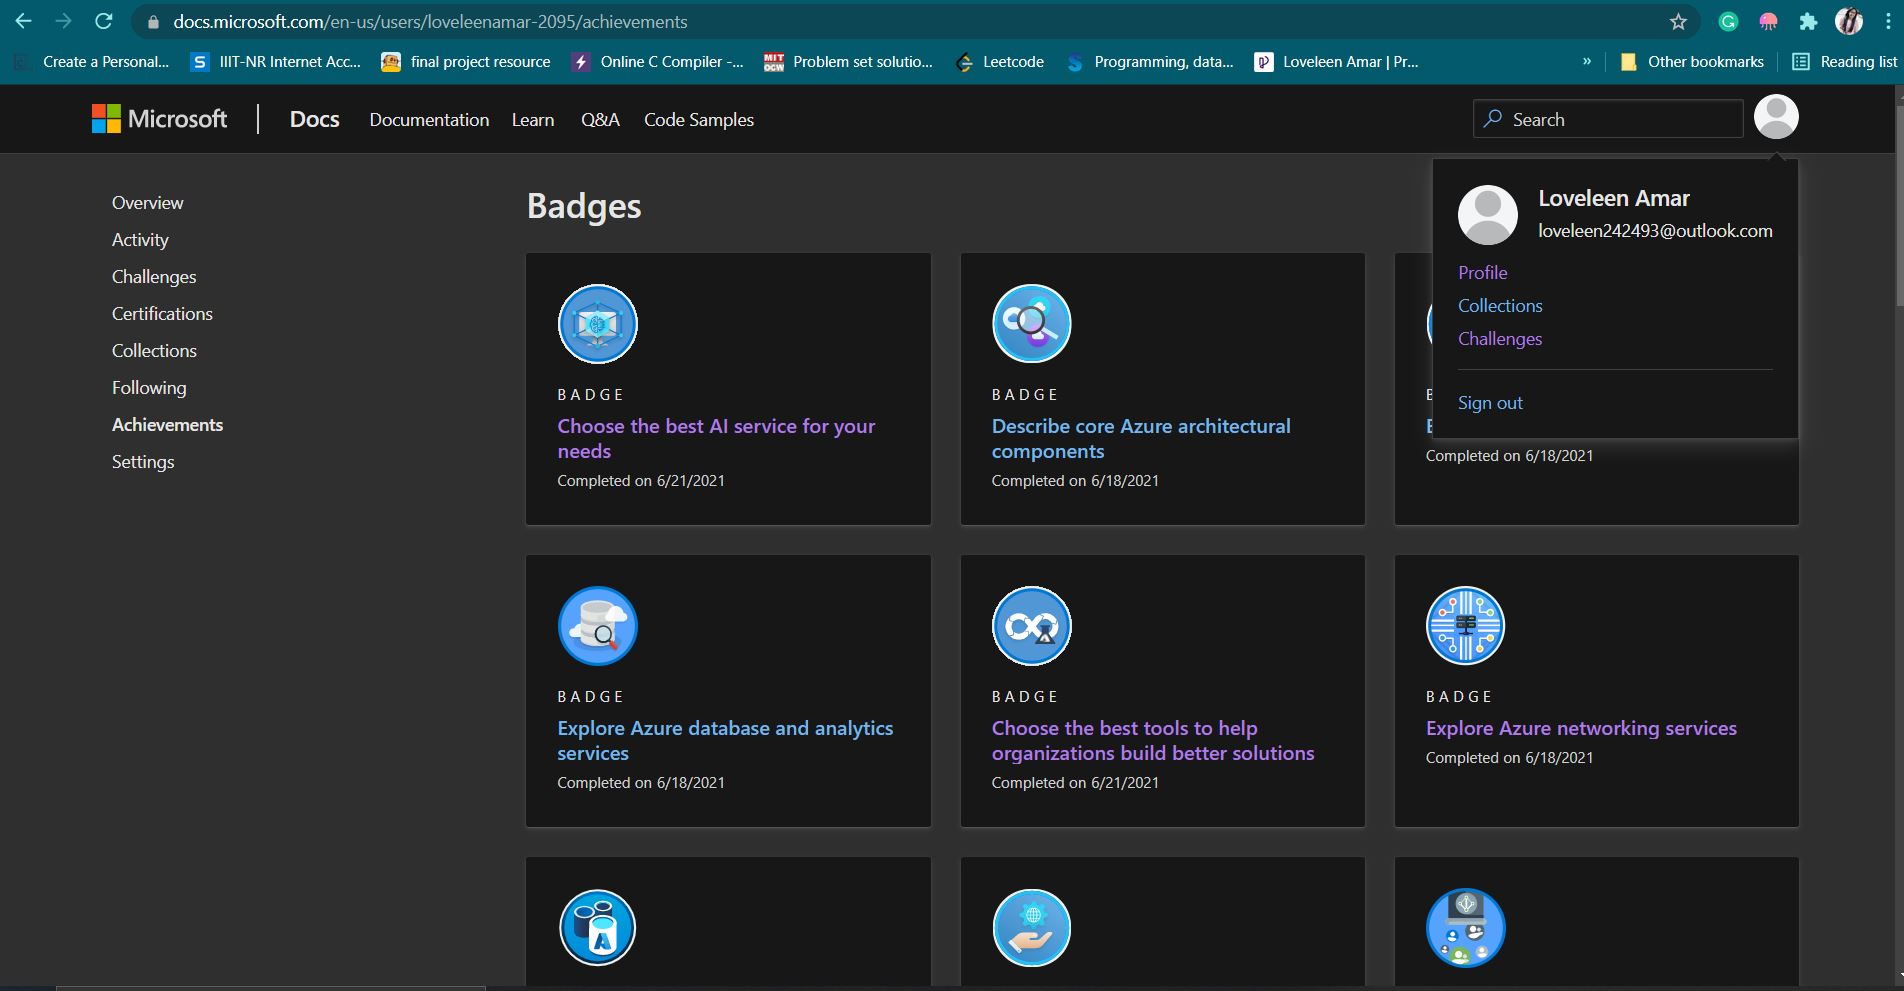 docs.microsoft.com/en-us/users/loveleenamar-2095/achievements
Create a Personal... IIIT-NR Internet Acc... final project resource Online C Compiler -... MIT OCW Problem set solutio... Leetcode Programming, data... Loveleen Amar | Pr... » Other bookmarks Reading list
Microsoft Docs Documentation Learn Q&A Code Samples Search
Loveleen Amar
loveleen242493@outlook.com
Profile
Collections
Challenges
Sign out
Overview
Activity
Challenges
Certifications
Collections
Following
Achievements
Settings
Badges
BADGE
Choose the best AI service for your
needs
Completed on 6/21/2021
BADGE
Describe core Azure architectural
components
Completed on 6/18/2021
Completed on 6/18/2021
BADGE
Explore Azure database and analytics
services
Completed on 6/18/2021
BADGE
Choose the best tools to help
organizations build better solutions
Completed on 6/21/2021
BADGE
Explore Azure networking services
Completed on 6/18/2021